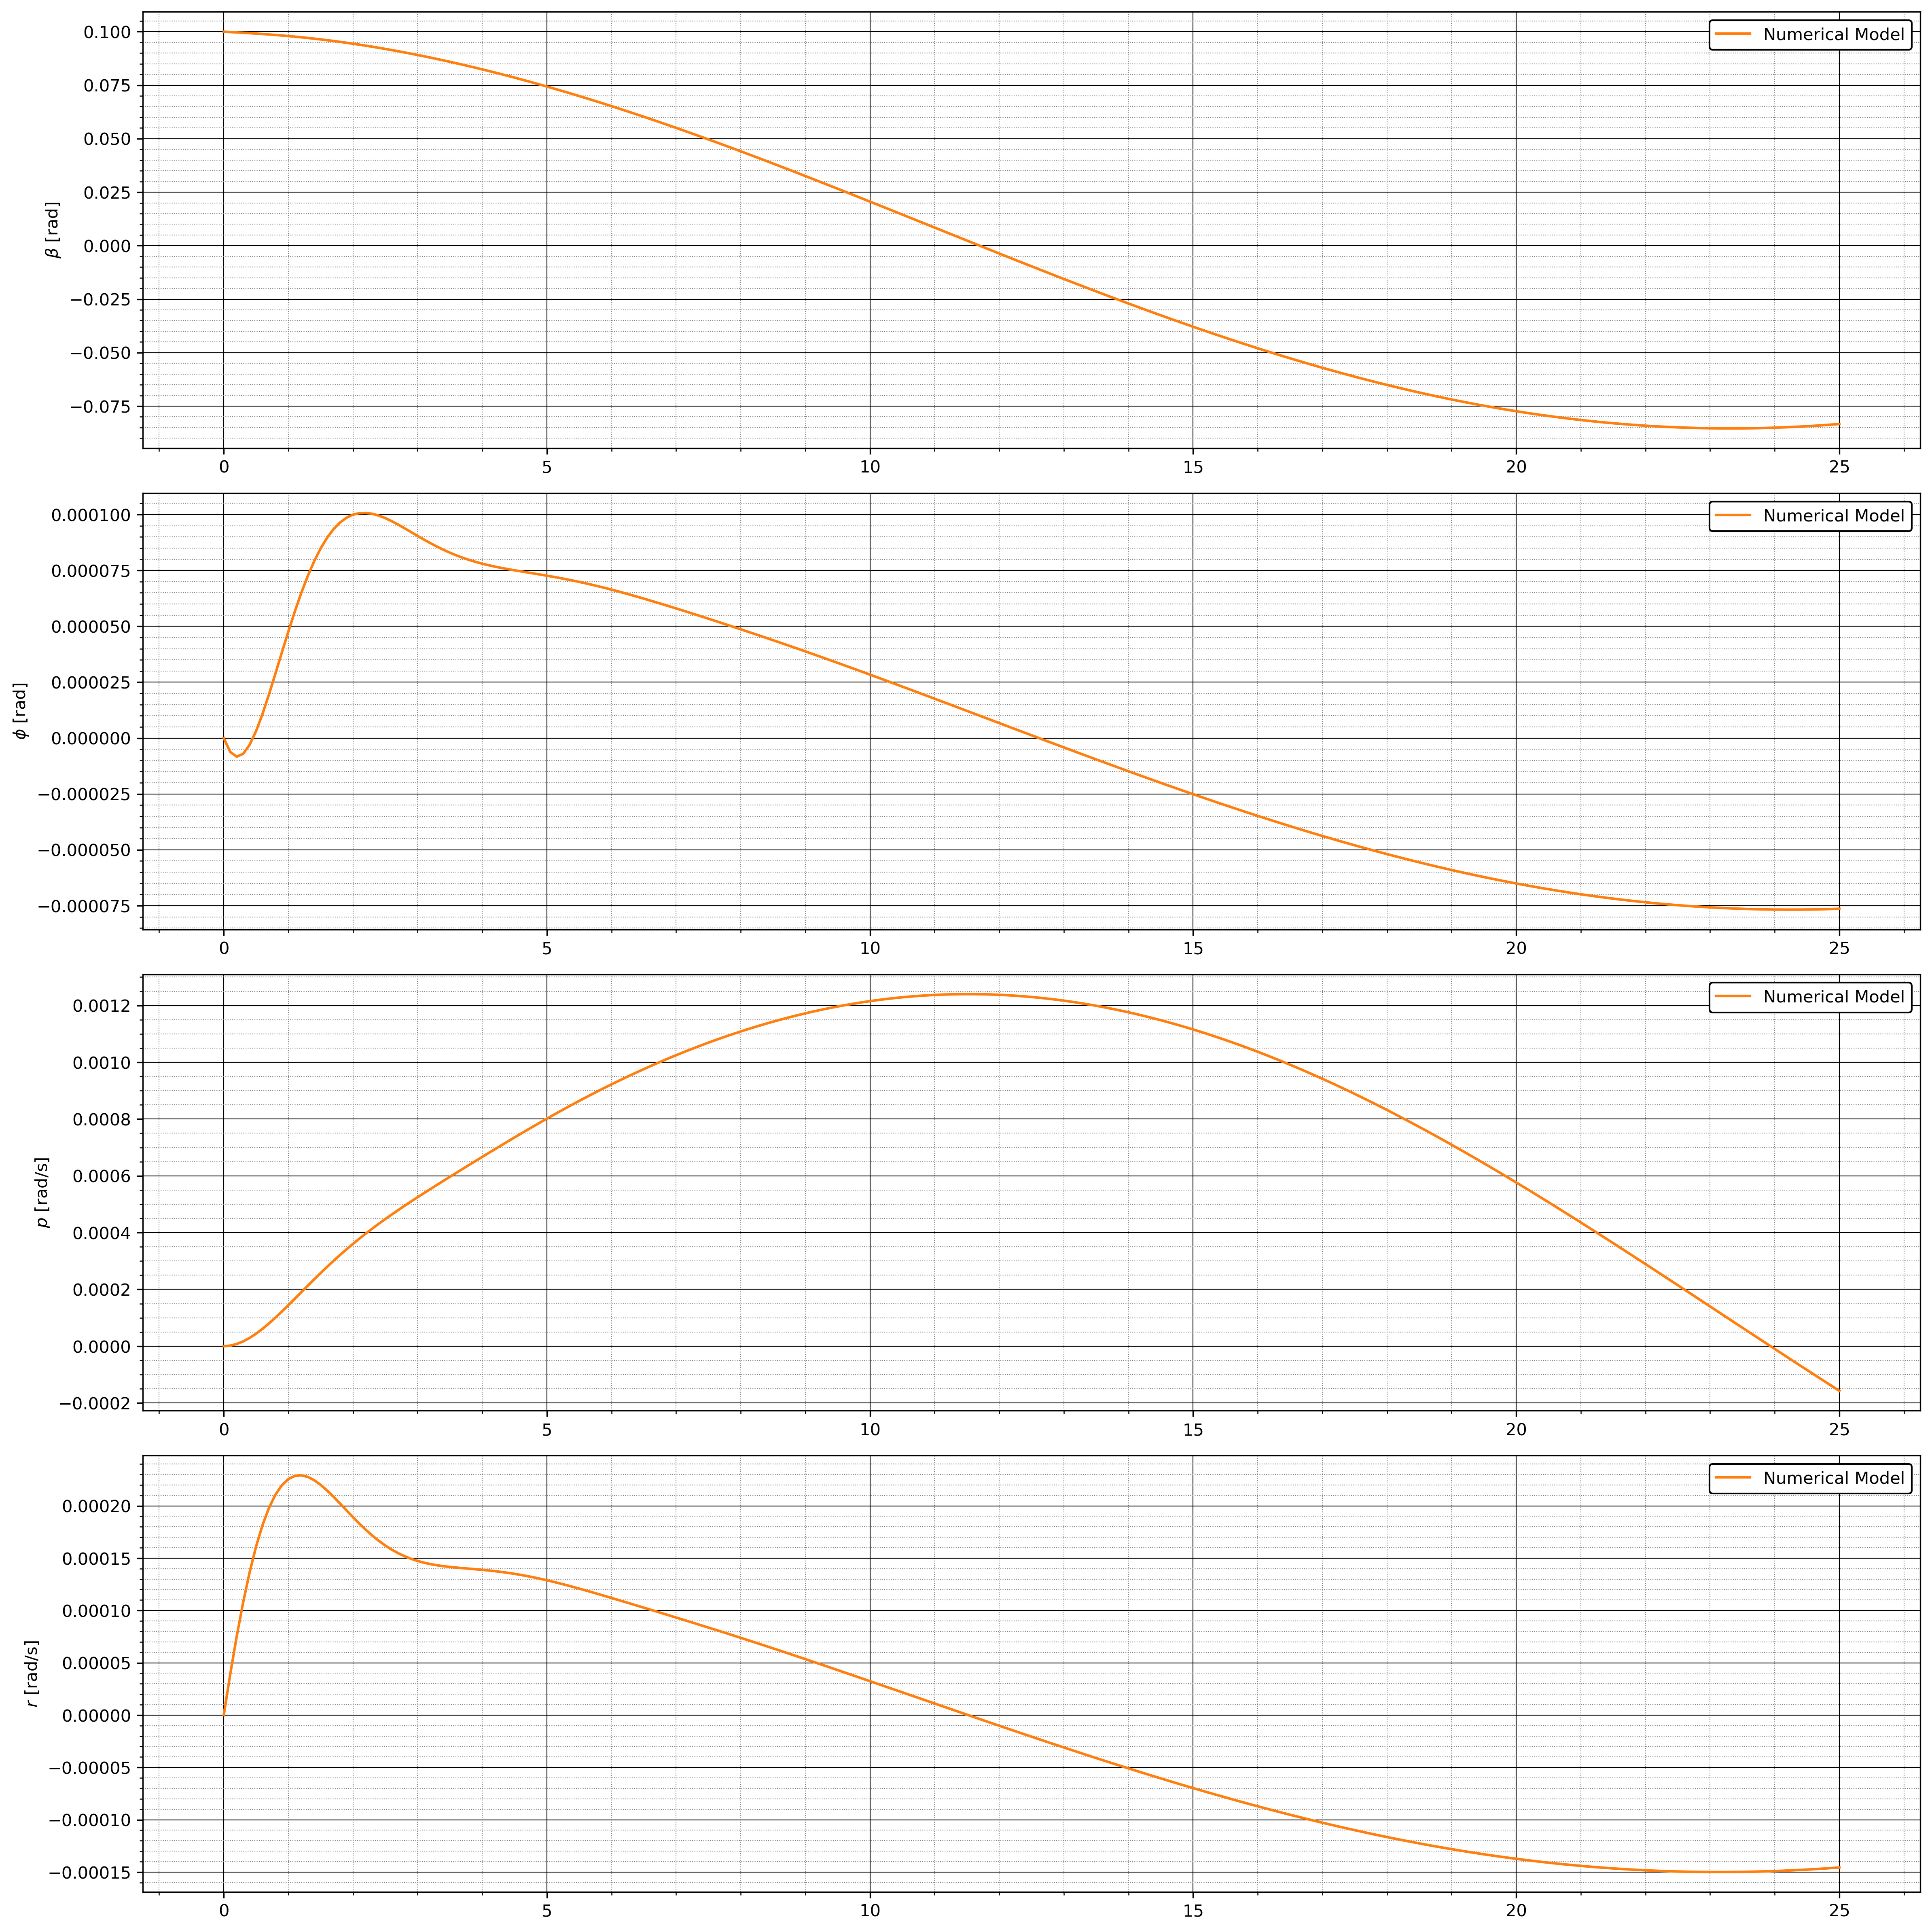 0.100
0.075
0.050
0.025
0.000
−0.025
−0.050
−0.075
β [rad]
Numerical Model
0 5 10 15 20 25
0.000100
0.000075
0.000050
0.000025
0.000000
−0.000025
−0.000050
−0.000075
ϕ [rad]
Numerical Model
0 5 10 15 20 25
0.0012
0.0010
0.0008
0.0006
0.0004
0.0002
0.0000
−0.0002
p [rad/s]
Numerical Model
0 5 10 15 20 25
0.00020
0.00015
0.00010
0.00005
0.00000
−0.00005
−0.00010
−0.00015
r [rad/s]
Numerical Model
0 5 10 15 20 25